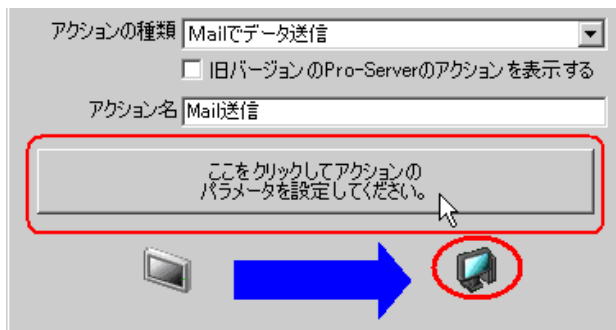 アクションの種類 Mailでデータ送信
旧バージョンのPro-Serverのアクションを表示する
アクション名 Mail送信
ここをクリックしてアクションの
パラメータを設定してください。